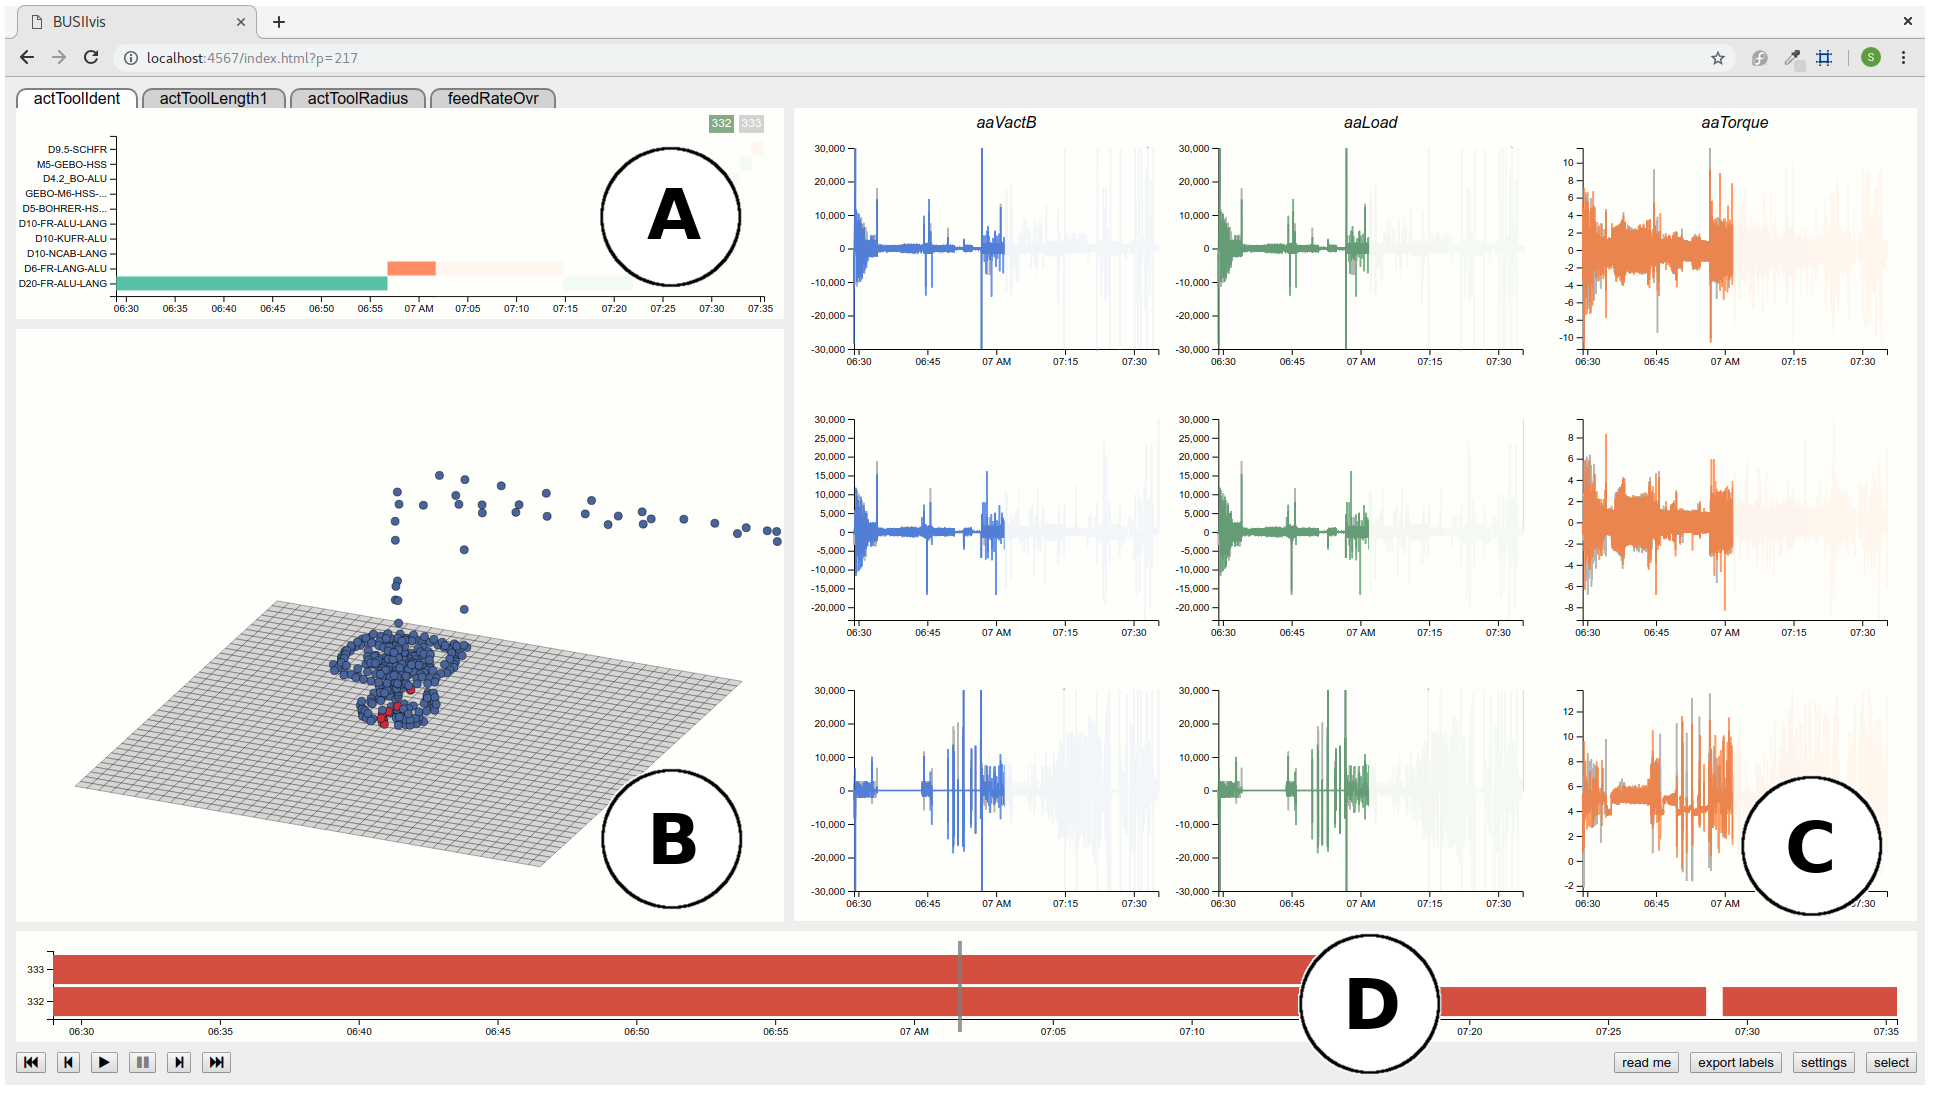 BUSIIvis
localhost:4567/index.html?p=217
S
actToolIdent actToolLength1 actToolRadius feedRateOvr
332 333
D9.5-SCHFR
M5-GEBO-HSS
D4.2_BO-ALU
GEBO-M6-HSS-...
D5-BOHRER-HS...
D10-FR-ALU-LANG
D10-KUFR-ALU
D10-NCAB-LANG
D6-FR-LANG-ALU
D20-FR-ALU-LANG
06:30 06:35 06:40 06:45 06:50 06:55 07 AM 07:05 07:10 07:15 07:20 07:25 07:30 07:35
A
B
aaVactB aaLoad aaTorque
30,000
20,000
10,000
0
-10,000
-20,000
-30,000
06:30 06:45 07 AM 07:15 07:30
30,000
20,000
10,000
0
-10,000
-20,000
-30,000
06:30 06:45 07 AM 07:15 07:30
10
8
6
4
2
0
-2
-4
-6
-8
-10
06:30 06:45 07 AM 07:15 07:30
30,000
25,000
20,000
15,000
10,000
5,000
0
-5,000
-10,000
-15,000
-20,000
06:30 06:45 07 AM 07:15 07:30
30,000
25,000
20,000
15,000
10,000
5,000
0
-5,000
-10,000
-15,000
-20,000
06:30 06:45 07 AM 07:15 07:30
8
6
4
2
0
-2
-4
-6
-8
06:30 06:45 07 AM 07:15 07:30
30,000
20,000
10,000
0
-10,000
-20,000
-30,000
06:30 06:45 07 AM 07:15 07:30
30,000
20,000
10,000
0
-10,000
-20,000
-30,000
06:30 06:45 07 AM 07:15 07:30
12
10
8
6
4
2
0
-2
06:30 06:45 07 AM 7:30
C
333
332
06:30 06:35 06:40 06:45 06:50 06:55 07 AM 07:05 07:10 07:20 07:25 07:30 07:35
D
read me export labels settings select